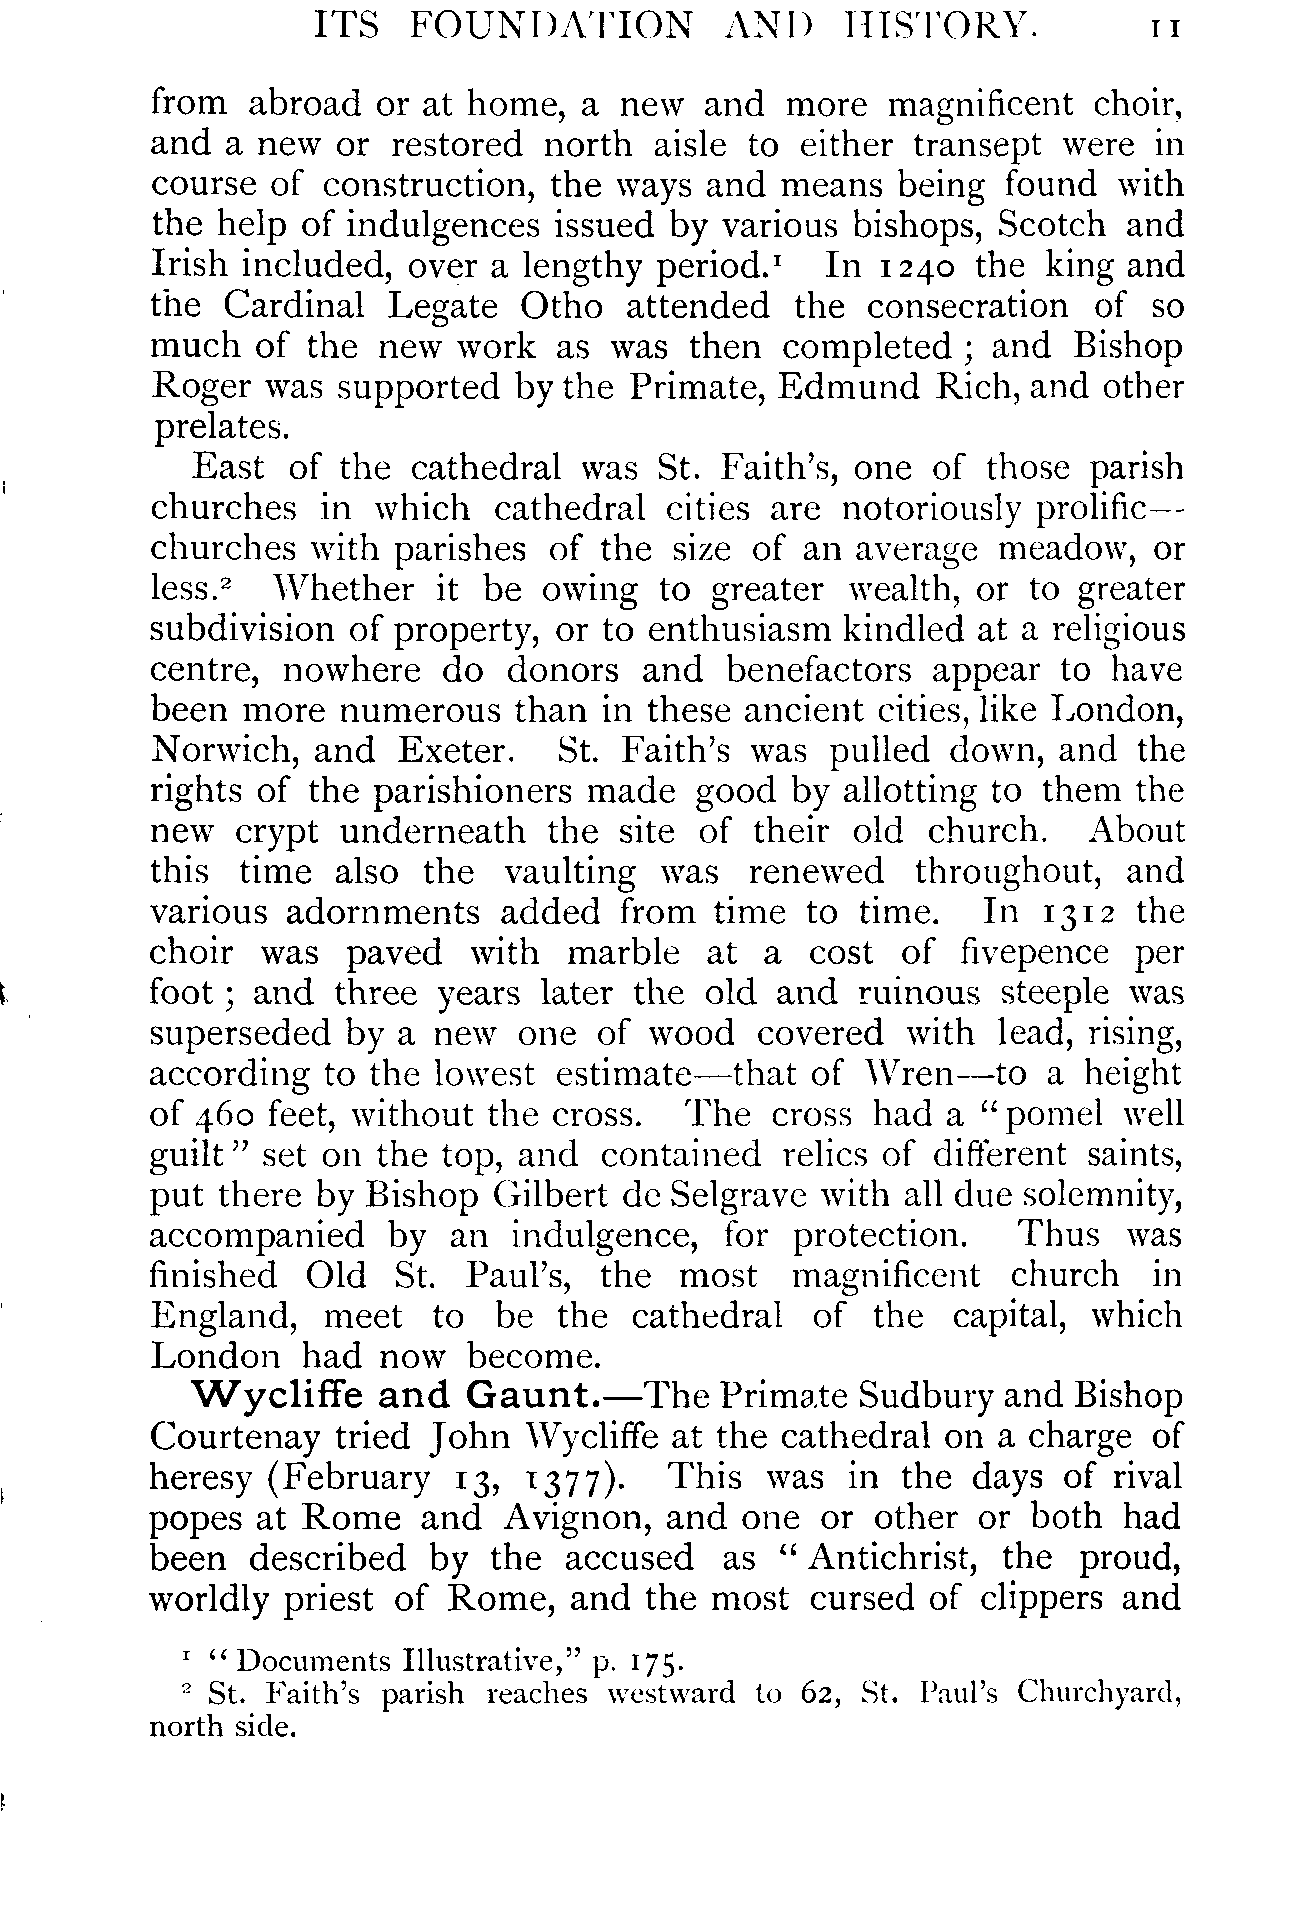 ITS FOUNDATION AND HISTORY. 11
from abroad or at home, a new and more magnificent choir,
and a new or restored north aisle to either transept were in
course of construction, the ways and means being found with
the help of indulgences issued by various bishops, Scotch and
Irish included, over a lengthy period.¹ In 1240 the king and
the Cardinal Legate Otho attended the consecration of so
much of the new work as was then completed ; and Bishop
Roger was supported by the Primate, Edmund Rich, and other
prelates.
East of the cathedral was St. Faith's, one of those parish
churches in which cathedral cities are notoriously prolific—
churches with parishes of the size of an average meadow, or
less.² Whether it be owing to greater wealth, or to greater
subdivision of property, or to enthusiasm kindled at a religious
centre, nowhere do donors and benefactors appear to have
been more numerous than in these ancient cities, like London,
Norwich, and Exeter. St. Faith's was pulled down, and the
rights of the parishioners made good by allotting to them the
new crypt underneath the site of their old church. About
this time also the vaulting was renewed throughout, and
various adornments added from time to time. In 1312 the
choir was paved with marble at a cost of fivepence per
foot ; and three years later the old and ruinous steeple was
superseded by a new one of wood covered with lead, rising,
according to the lowest estimate—that of Wren—to a height
of 460 feet, without the cross. The cross had a "pomel well
guilt" set on the top, and contained relics of different saints,
put there by Bishop Gilbert de Selgrave with all due solemnity,
accompanied by an indulgence, for protection. Thus was
finished Old St. Paul's, the most magnificent church in
England, meet to be the cathedral of the capital, which
London had now become.
Wycliffe and Gaunt.—The Primate Sudbury and Bishop
Courtenay tried John Wycliffe at the cathedral on a charge of
heresy (February 13, 1377). This was in the days of rival
popes at Rome and Avignon, and one or other or both had
been described by the accused as "Antichrist, the proud,
worldly priest of Rome, and the most cursed of clippers and
¹ "Documents Illustrative," p. 175.
² St. Faith's parish reaches westward to 62, St. Paul's Churchyard,
north side.